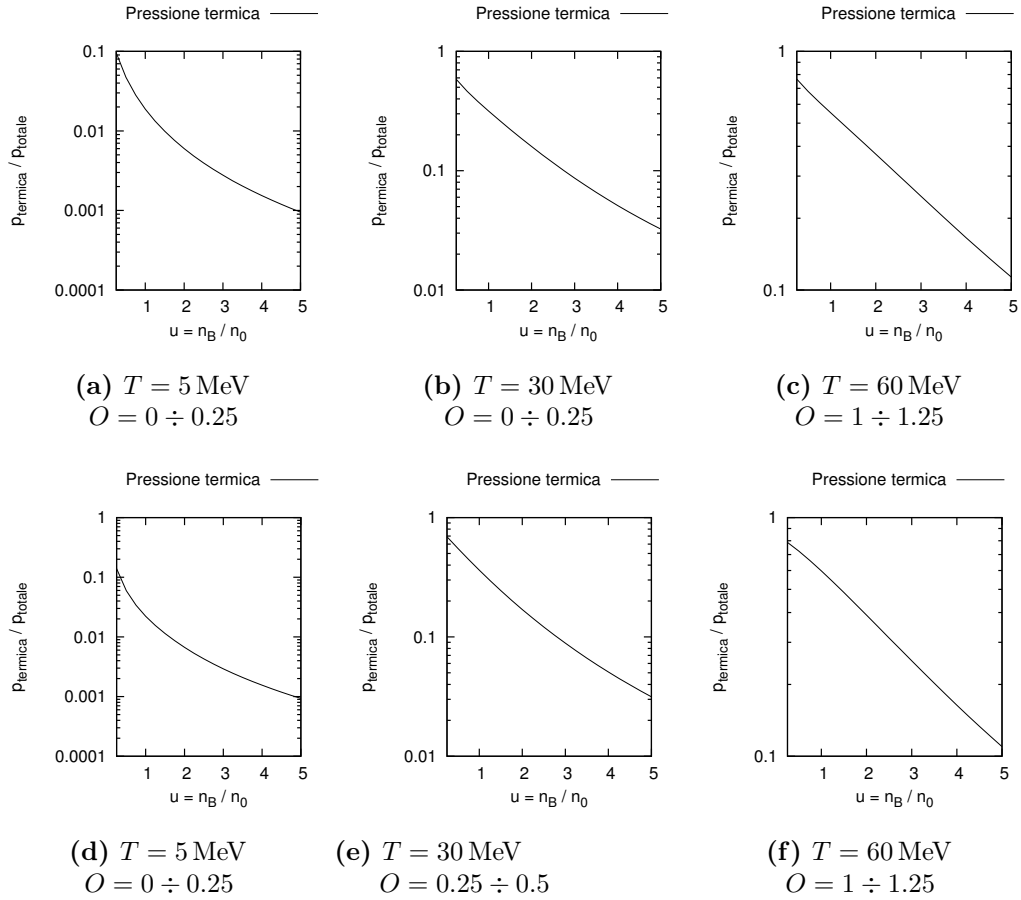 Pressione termica
0.1
0.01
0.001
0.0001
p_termica / p_totale
1 2 3 4 5
u = n_B / n_0
(a) T = 5 MeV
O = 0 ÷ 0.25
Pressione termica
1
0.1
0.01
p_termica / p_totale
1 2 3 4 5
u = n_B / n_0
(b) T = 30 MeV
O = 0 ÷ 0.25
Pressione termica
1
0.1
p_termica / p_totale
1 2 3 4 5
u = n_B / n_0
(c) T = 60 MeV
O = 1 ÷ 1.25
Pressione termica
1
0.1
0.01
0.001
0.0001
p_termica / p_totale
1 2 3 4 5
u = n_B / n_0
(d) T = 5 MeV
O = 0 ÷ 0.25
Pressione termica
1
0.1
0.01
p_termica / p_totale
1 2 3 4 5
u = n_B / n_0
(e) T = 30 MeV
O = 0.25 ÷ 0.5
Pressione termica
1
0.1
p_termica / p_totale
1 2 3 4 5
u = n_B / n_0
(f) T = 60 MeV
O = 1 ÷ 1.25